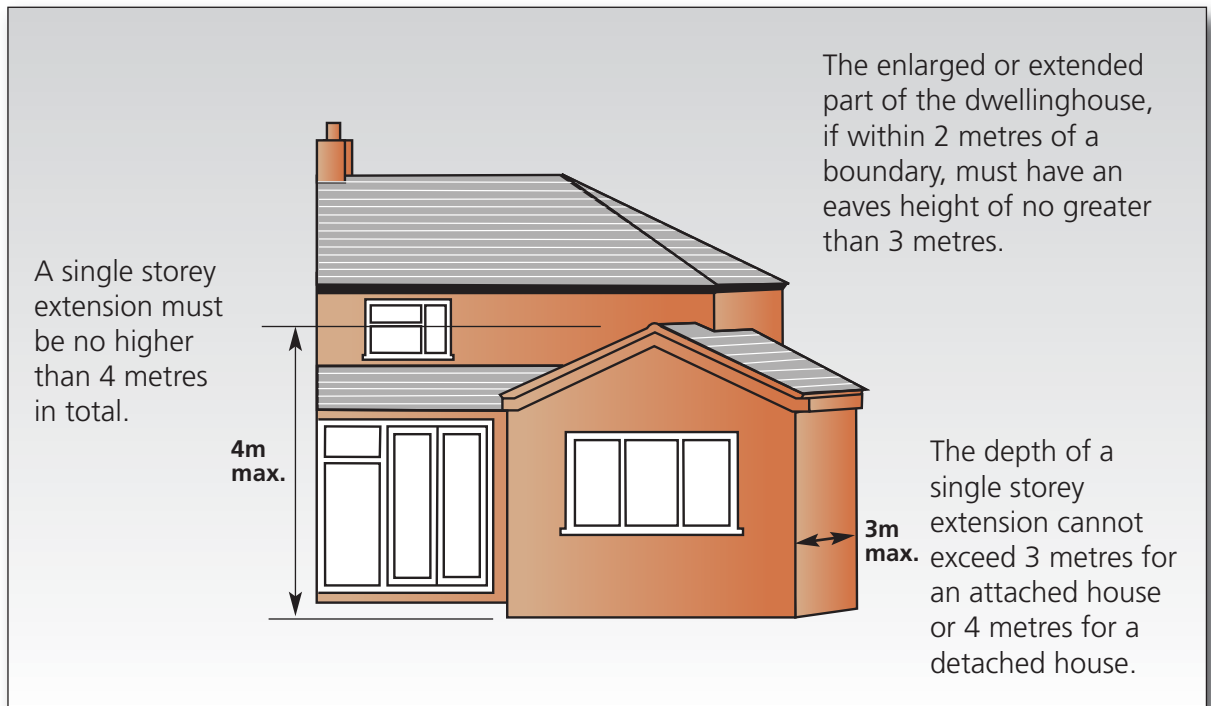 The enlarged or extended
part of the dwellinghouse,
if within 2 metres of a
boundary, must have an
eaves height of no greater
than 3 metres.
A single storey
extension must
be no higher
than 4 metres
in total.
4m
max.
3m
max.
The depth of a
single storey
extension cannot
exceed 3 metres for
an attached house
or 4 metres for a
detached house.